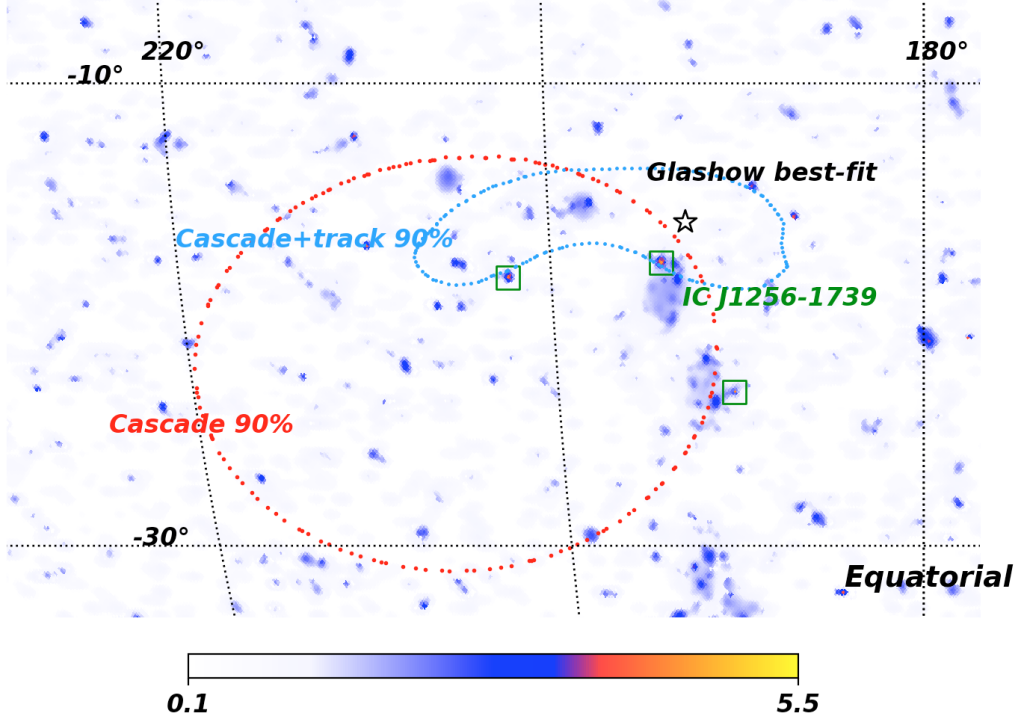 220°
180°
-10°
Glashow best-fit
Cascade+track 90%
IC J1256-1739
Cascade 90%
-30°
Equatorial
0.1
5.5